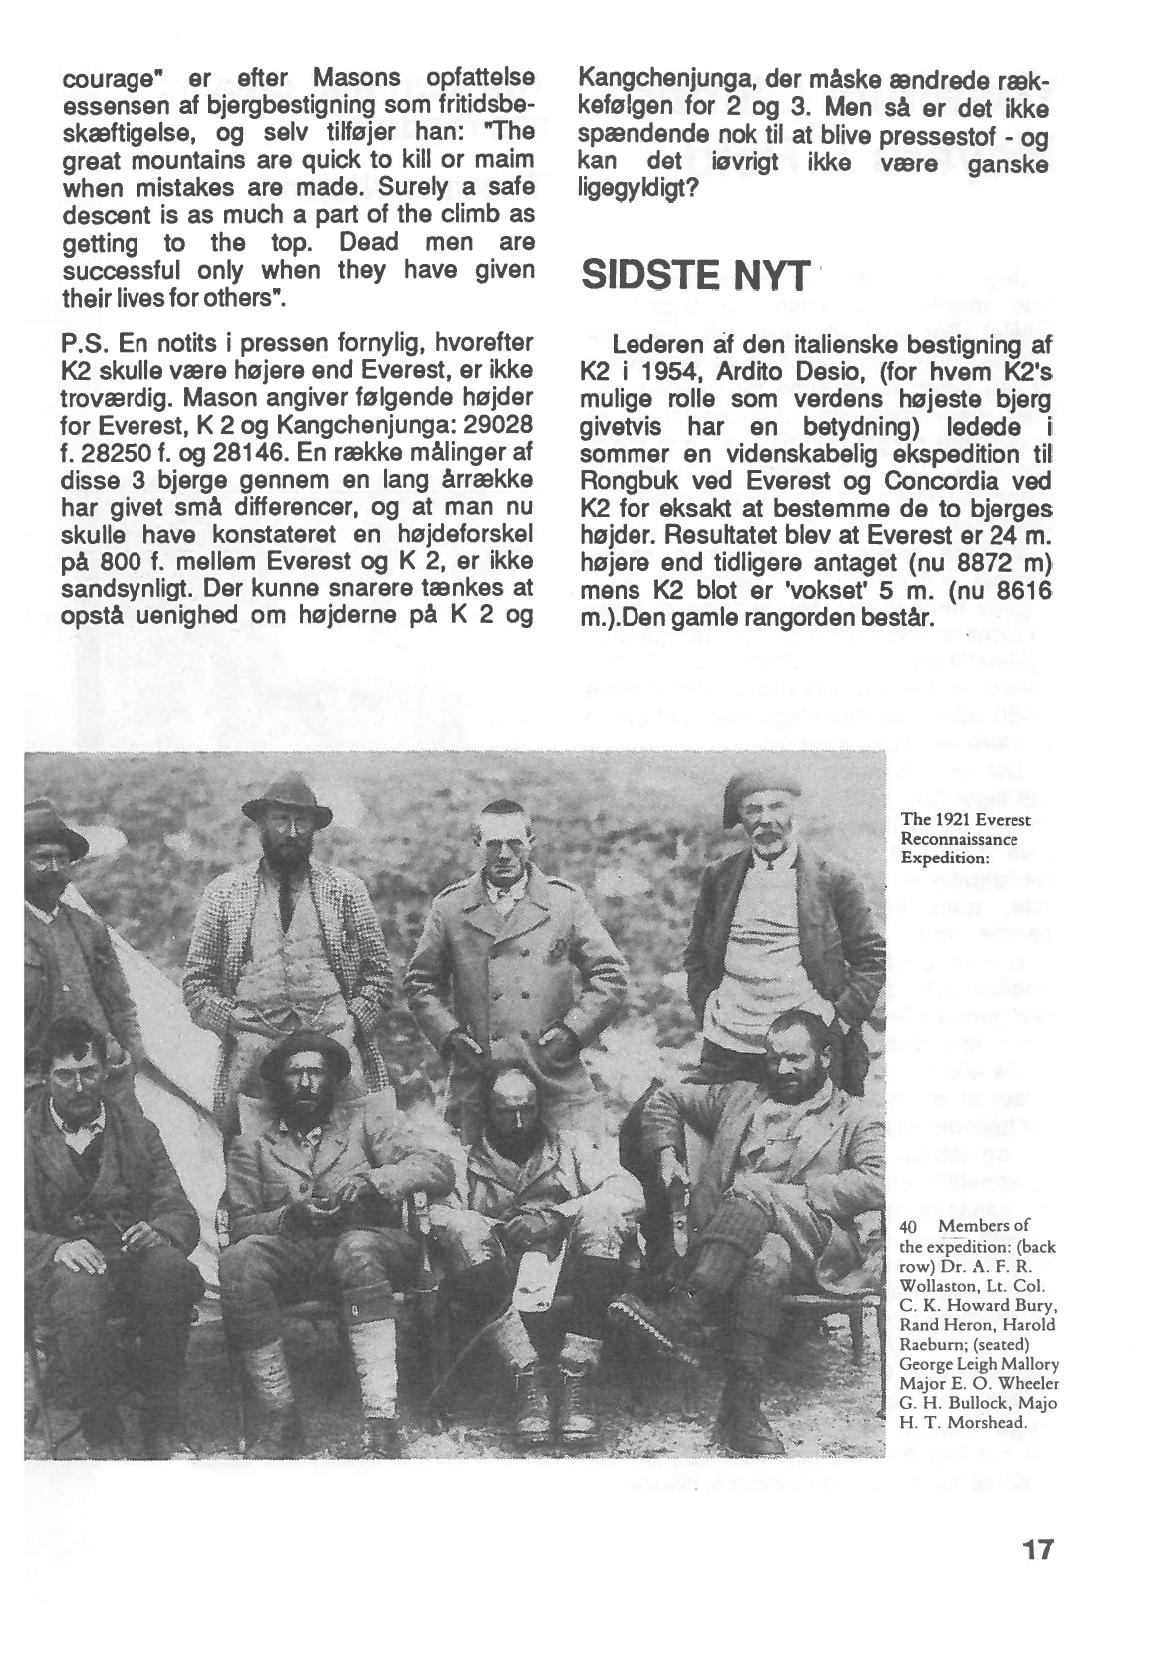 courage" er efter Masons opfattelse
essensen af bjergbestigning som fritidsbe-
skæftigelse, og selv tilføjer han: "The
great mountains are quick to kill or maim
when mistakes are made. Surely a safe
descent is as much a part of the climb as
getting to the top. Dead men are
successful only when they have given
their lives for others".
P.S. En notits i pressen fornylig, hvorefter
K2 skulle være højere end Everest, er ikke
troværdig. Mason angiver følgende højder
for Everest, K 2 og Kangchenjunga: 29028
f. 28250 f. og 28146. En række målinger af
disse 3 bjerge gennem en lang årrække
har givet små differencer, og at man nu
skulle have konstateret en højdeforskel
på 800 f. mellem Everest og K 2, er ikke
sandsynligt. Der kunne snarere tænkes at
opstå uenighed om højderne på K 2 og
Kangchenjunga, der måske ændrede ræk-
kefølgen for 2 og 3. Men så er det ikke
spændende nok til at blive pressestof - og
kan det iøvrigt ikke være ganske
ligegyldigt?
SIDSTE NYT
Lederen af den italienske bestigning af
K2 i 1954, Ardito Desio, (for hvem K2's
mulige rolle som verdens højeste bjerg
givetvis har en betydning) ledede i
sommer en videnskabelig ekspedition til
Rongbuk ved Everest og Concordia ved
K2 for eksakt at bestemme de to bjerges
højder. Resultatet blev at Everest er 24 m.
højere end tidligere antaget (nu 8872 m)
mens K2 blot er 'vokset' 5 m. (nu 8616
m.).Den gamle rangorden består.
The 1921 Everest
Reconnaissance
Expedition:
40 Members of
the expedition: (back
row) Dr. A. F. R.
Wollaston, Lt. Col.
C. K. Howard Bury,
Rand Heron, Harold
Raeburn; (seated)
George Leigh Mallory
Major E. O. Wheeler
G. H. Bullock, Majo
H. T. Morshead.
17